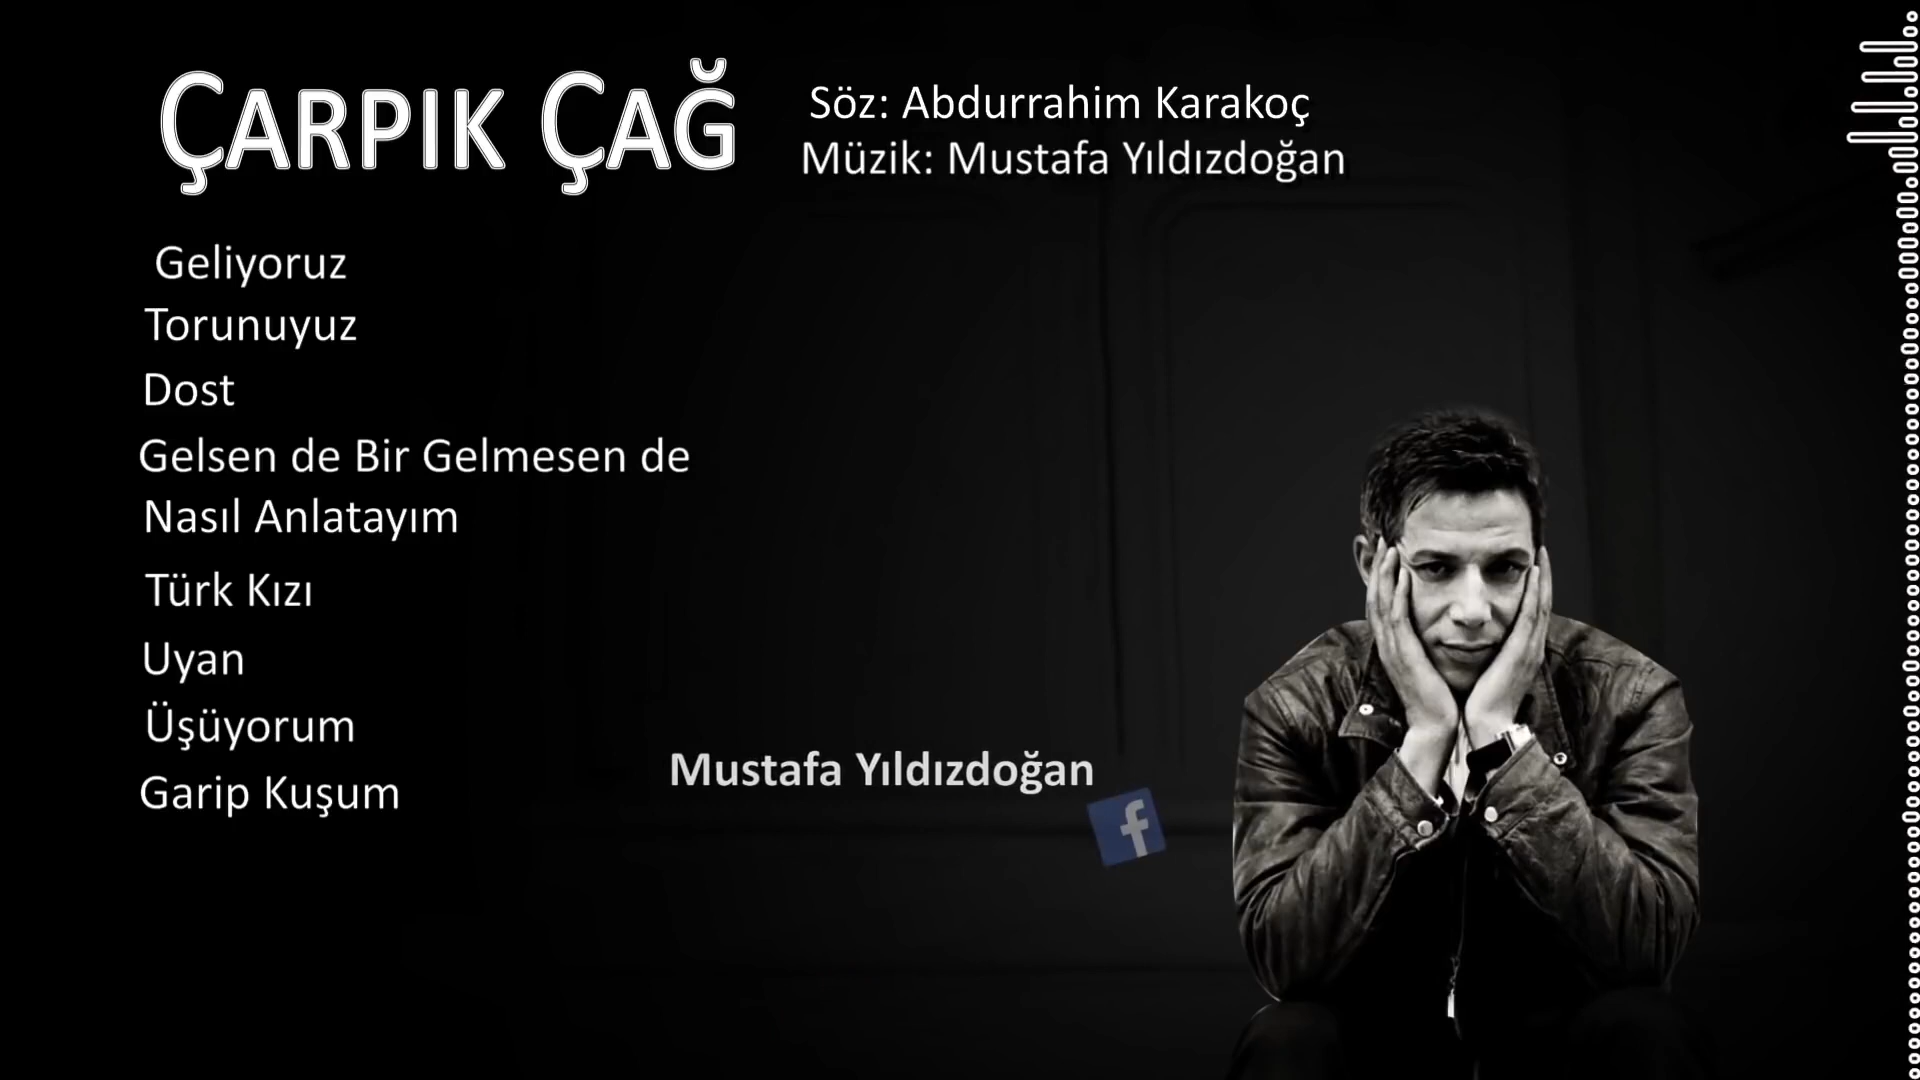 ÇARPIK ÇAĞ
Söz: Abdurrahim Karakoç
Müzik: Mustafa Yıldızdoğan
Geliyoruz
Torunuyuz
Dost
Gelsen de Bir Gelmesen de
Nasıl Anlatayım
Türk Kızı
Uyan
Üşüyorum
Garip Kuşum
Mustafa Yıldızdoğan
f